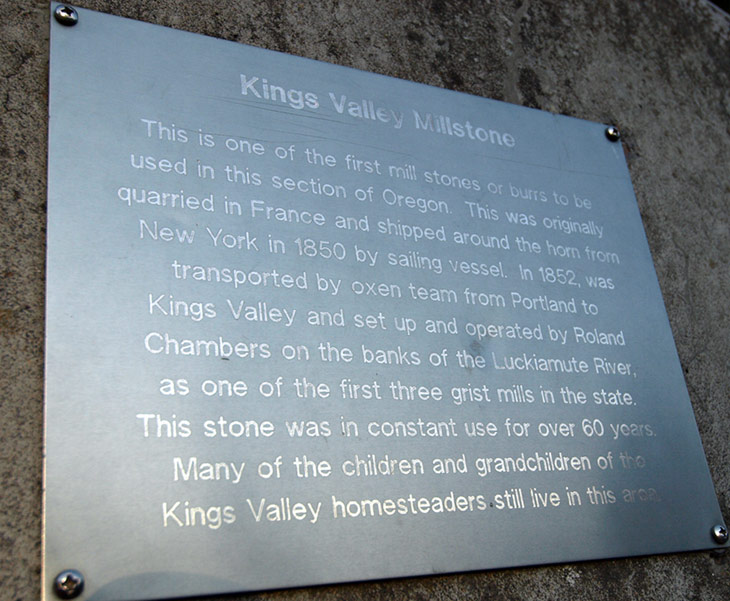 Kings Valley Millstone
This is one of the first mill stones or burrs to be
used in this section of Oregon. This was originally
quarried in France and shipped around the horn from
New York in 1850 by sailing vessel. In 1852, was
transported by oxen team from Portland to
Kings Valley and set up and operated by Roland
Chambers on the banks of the Luckiamute River,
as one of the first three grist mills in the state.
This stone was in constant use for over 60 years.
Many of the children and grandchildren of the
Kings Valley homesteaders still live in this area.